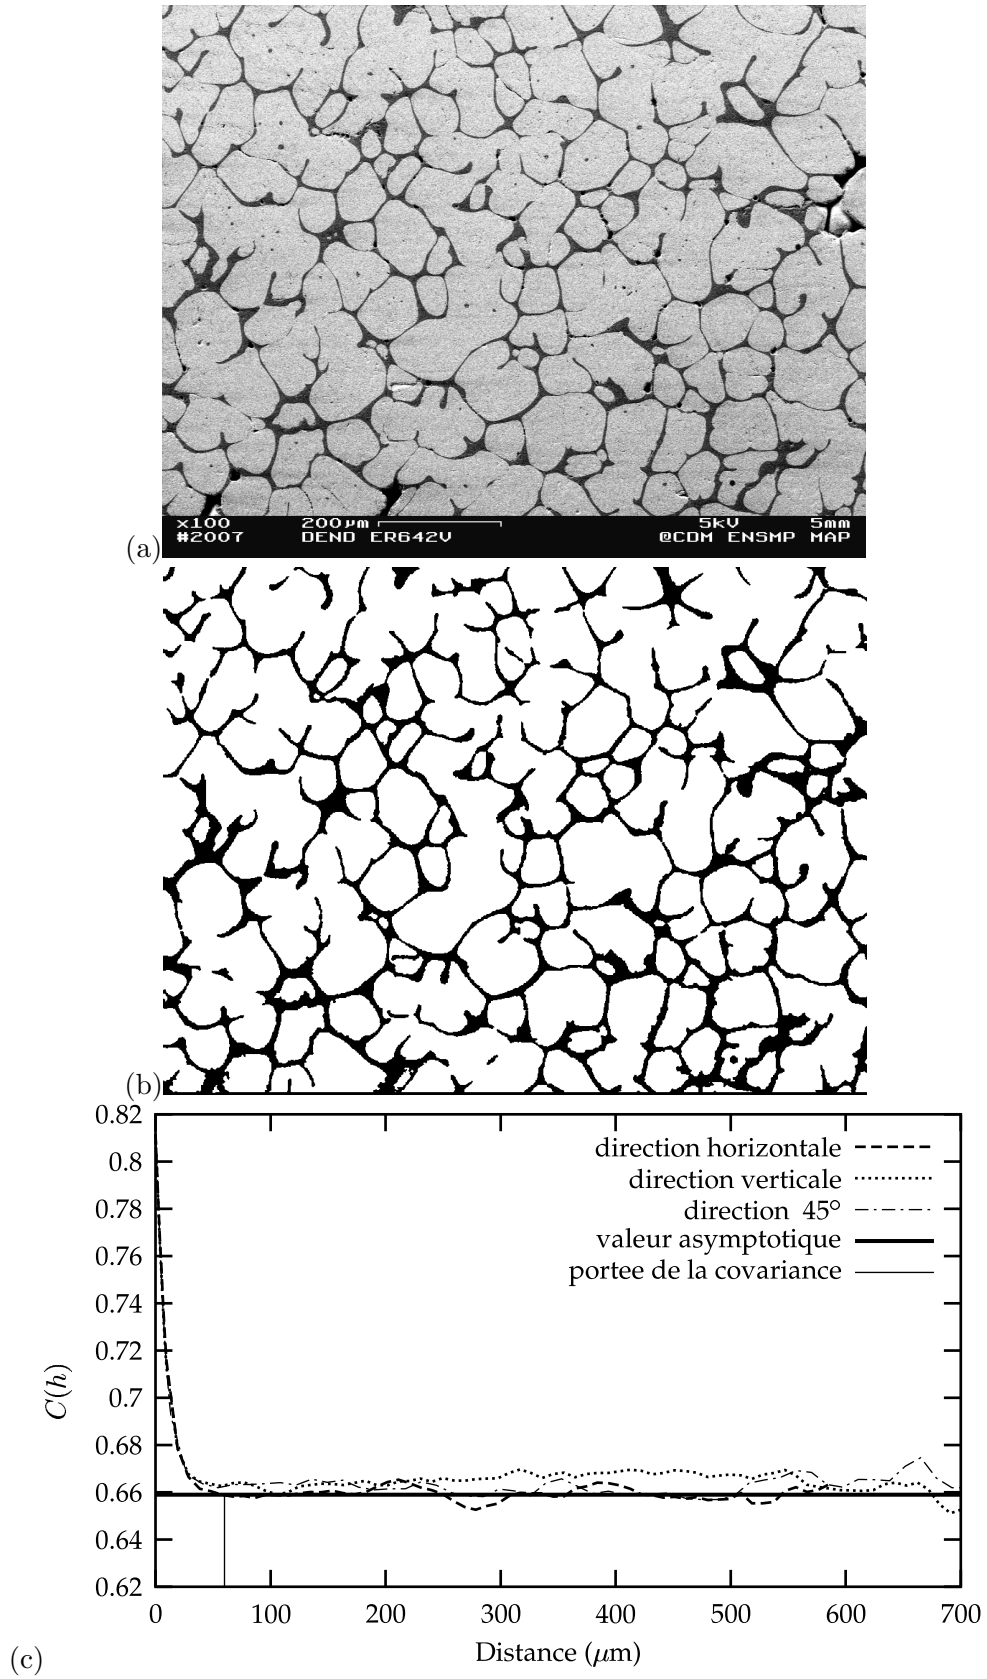 x100 200µm 5kV 5mm
#2007 DEND ER642V @CDM ENSMP MAP
(a)
(b)
0.82
0.8
0.78
0.76
0.74
0.72
0.7
0.68
0.66
0.64
0.62
C(h)
direction horizontale
direction verticale
direction 45°
valeur asymptotique
portee de la covariance
0 100 200 300 400 500 600 700
Distance (µm)
(c)